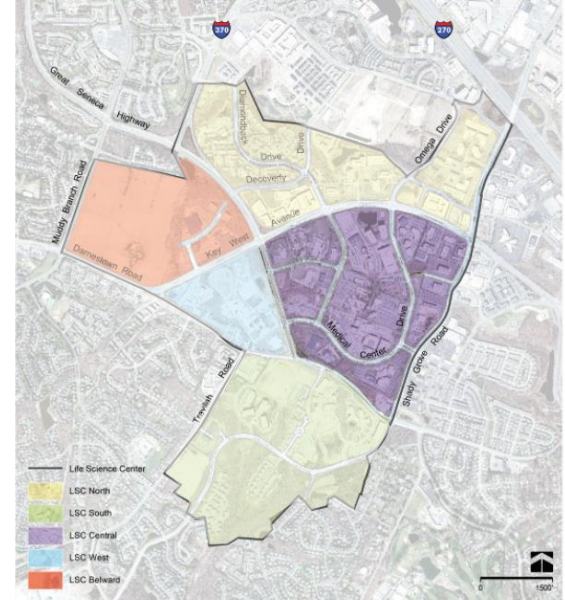 370
270
Great Seneca Highway
Diamondback
Drive
Drive
Omega Drive
Decoverly
Muddy Branch Road
Avenue
Key West
Darnestown Road
Medical
Center
Drive
Shady Grove Road
Travilah Road
Life Science Center
LSC North
LSC South
LSC Central
LSC West
LSC Belward
0 1500'